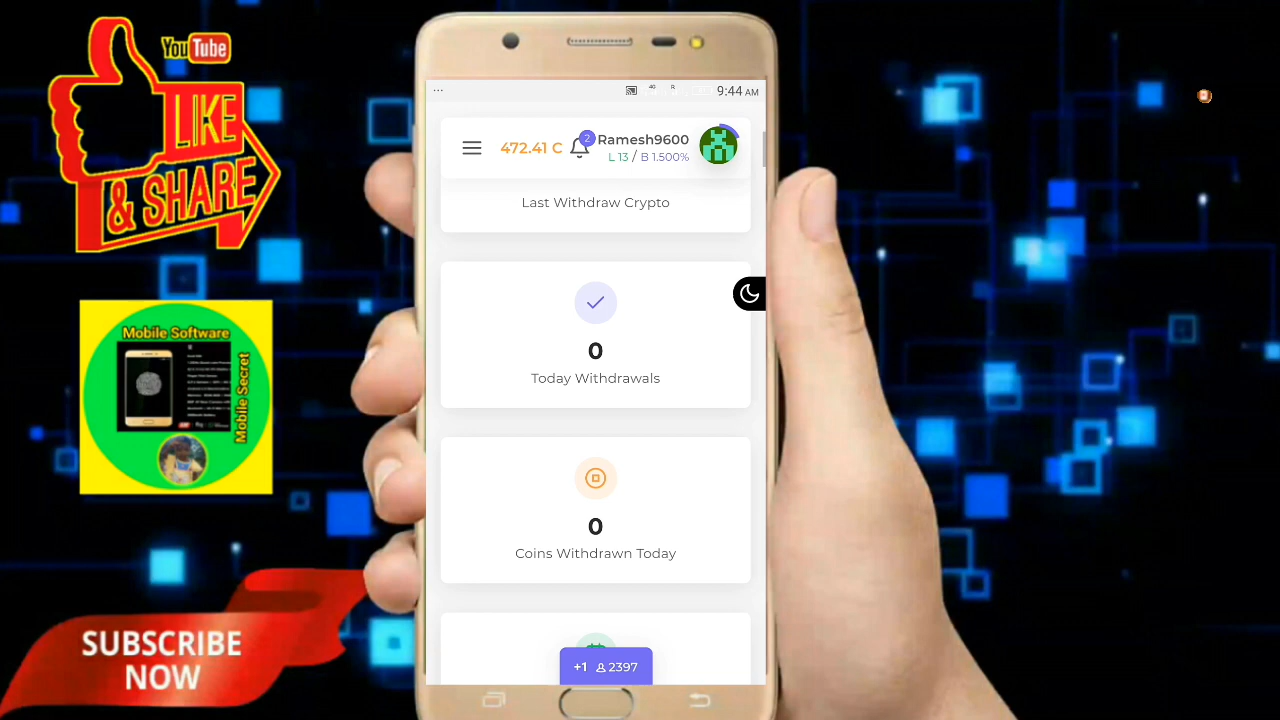 YouTube
LIKE
& SHARE
Mobile Software
Mobile Secret
SUBSCRIBE
NOW
9:44 AM
472.41 C
2
Ramesh9600
L 13 / B 1.500%
Last Withdraw Crypto
0
Today Withdrawals
0
Coins Withdrawn Today
+1 2397